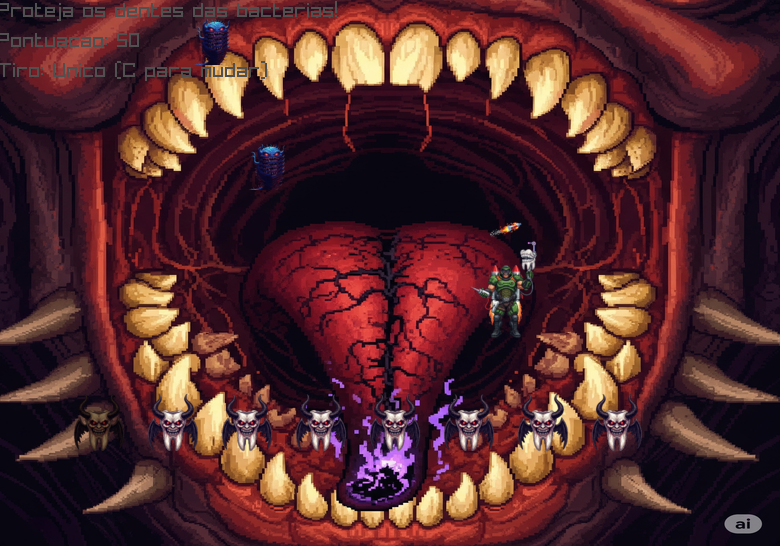 Proteja os dentes das bacterias!
Pontuacao: 50
Tiro: Unico (C para mudar)
ai